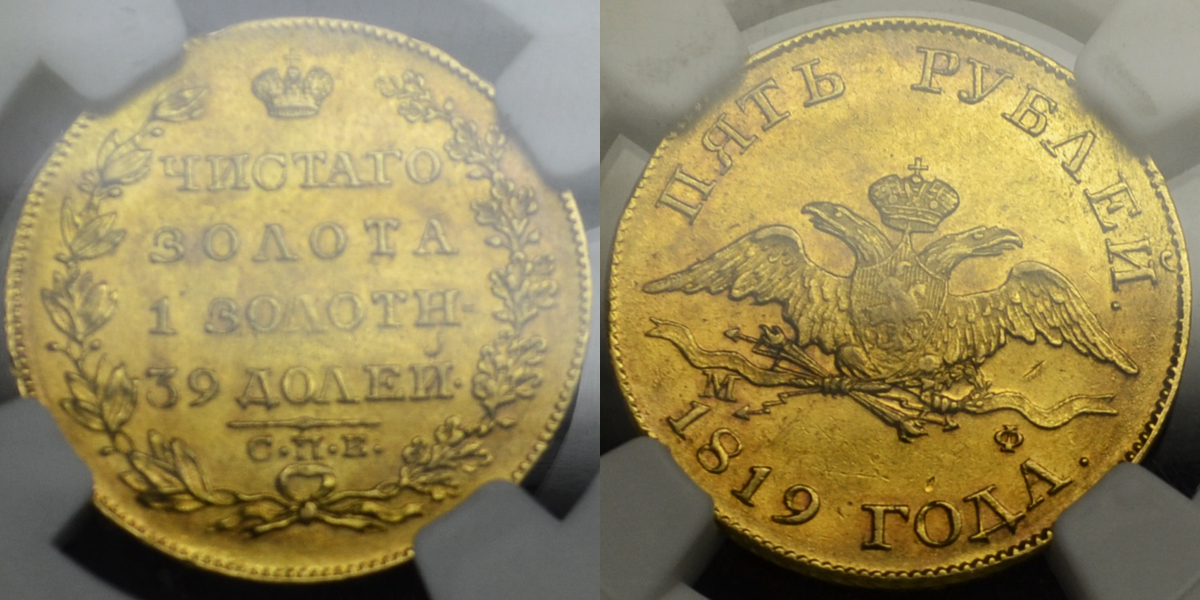 ЧИСТАГО
ЗОЛОТА
1 ЗОЛОТН-
39 ДОЛЕЙ.
С.П.Б.
ПЯТЬ РУБЛЕЙ.
М Ф
1819 ГОДА.